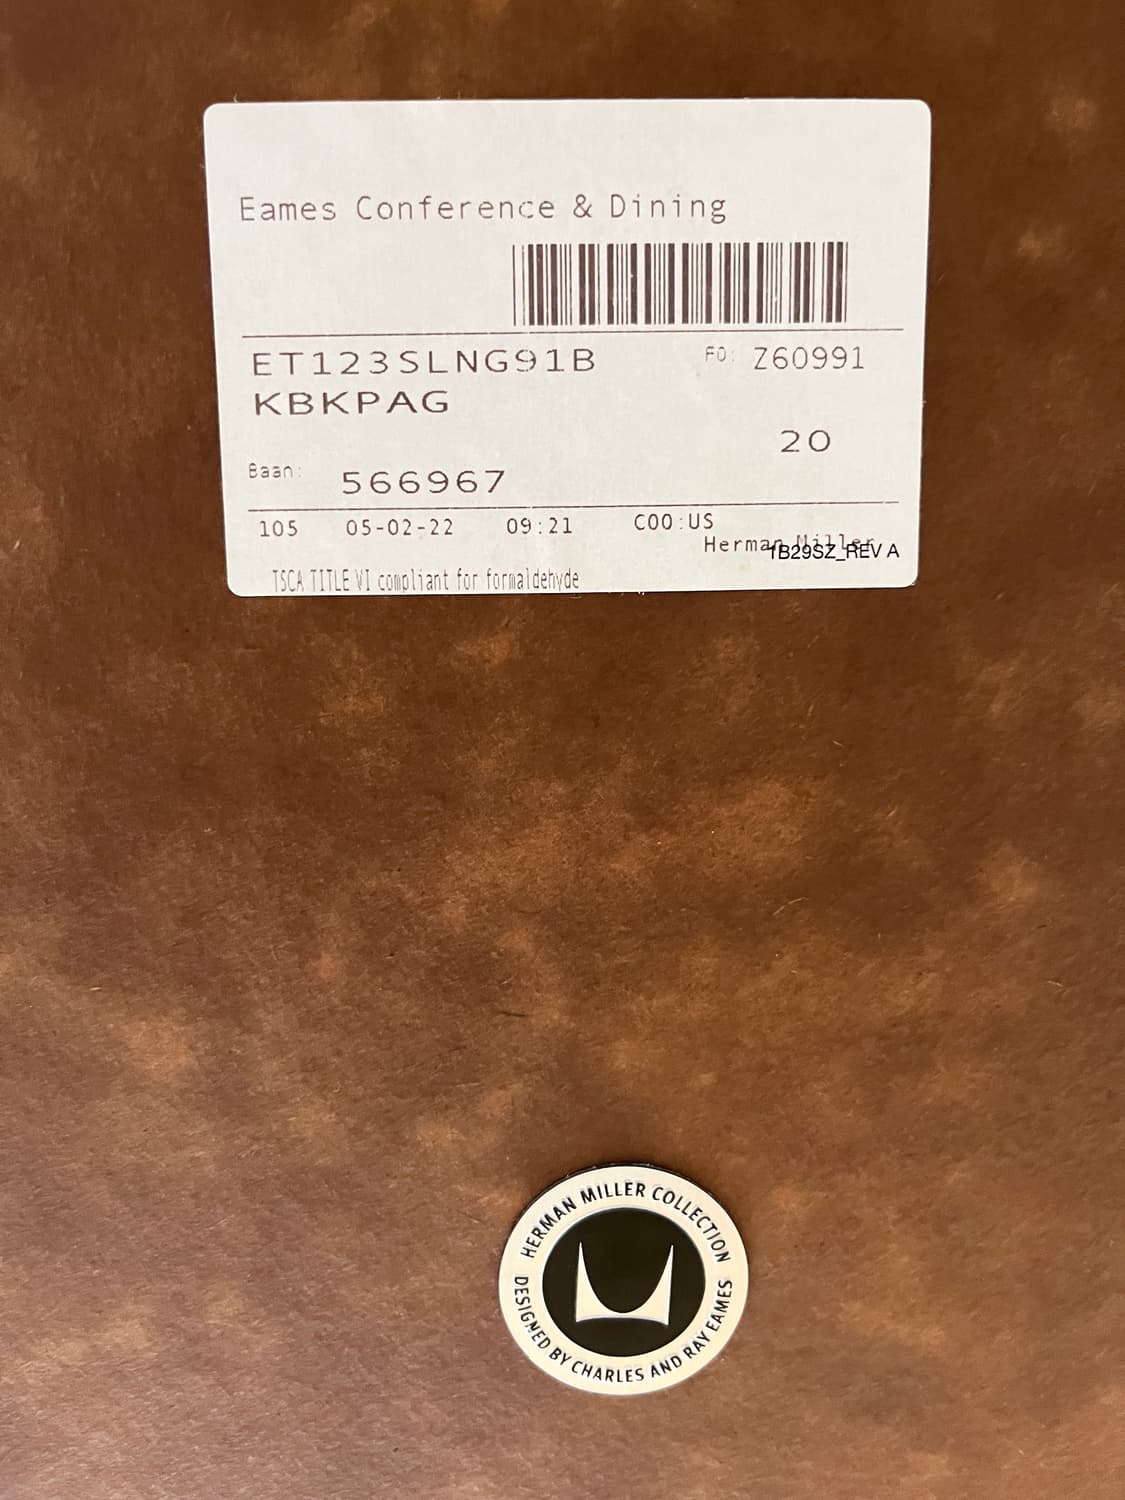 Eames Conference & Dining
ET123SLNG91B
FO: Z60991
KBKPAG
20
Baan: 566967
105 05-02-22 09:21 COO:US
Herman Miller
1B29SZ_REV A
TSCA TITLE VI compliant for formaldehyde
HERMAN MILLER COLLECTION
DESIGNED BY CHARLES AND RAY EAMES